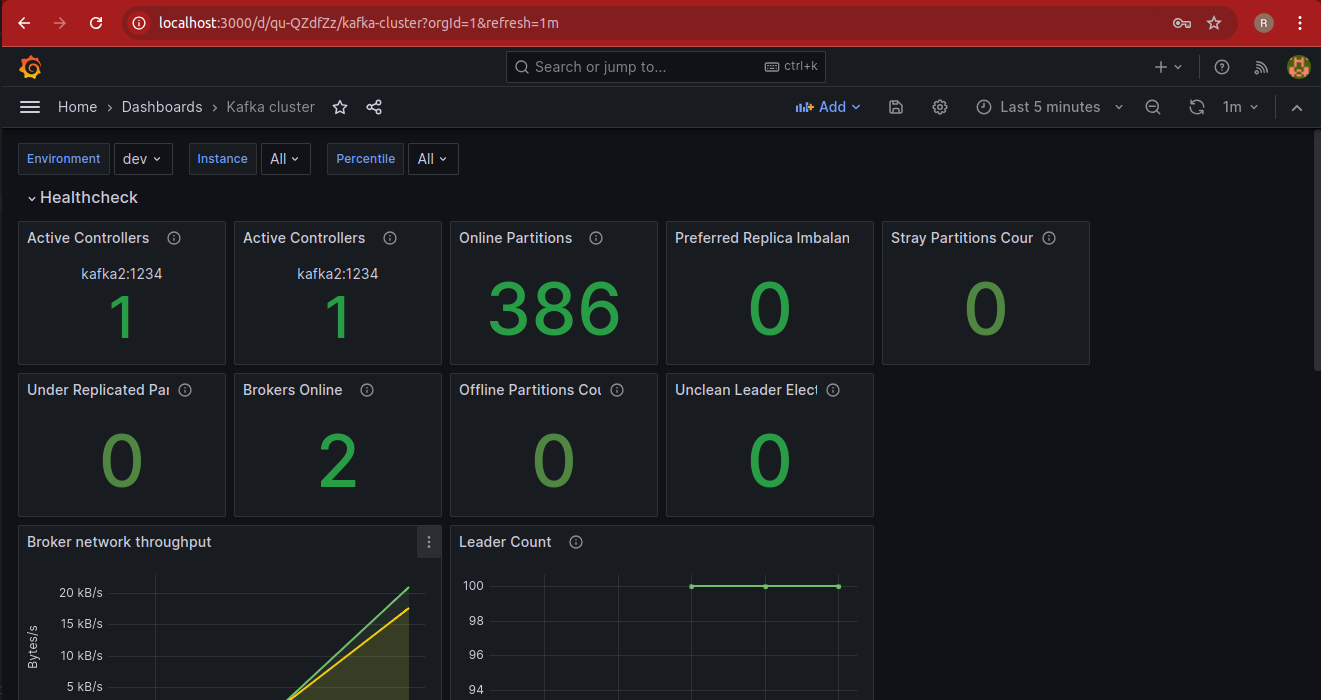 localhost:3000/d/qu-QZdfZz/kafka-cluster?orgId=1&refresh=1m
R
Search or jump to... ctrl+k
Home › Dashboards › Kafka cluster
Add
Last 5 minutes
1m
Environment dev Instance All Percentile All
Healthcheck
Active Controllers
kafka2:1234
1
Active Controllers
kafka2:1234
1
Online Partitions
386
Preferred Replica Imbalan
0
Stray Partitions Cour
0
Under Replicated Par
0
Brokers Online
2
Offline Partitions Cou
0
Unclean Leader Elect
0
Broker network throughput
Bytes/s
20 kB/s
15 kB/s
10 kB/s
5 kB/s
Leader Count
100
98
96
94